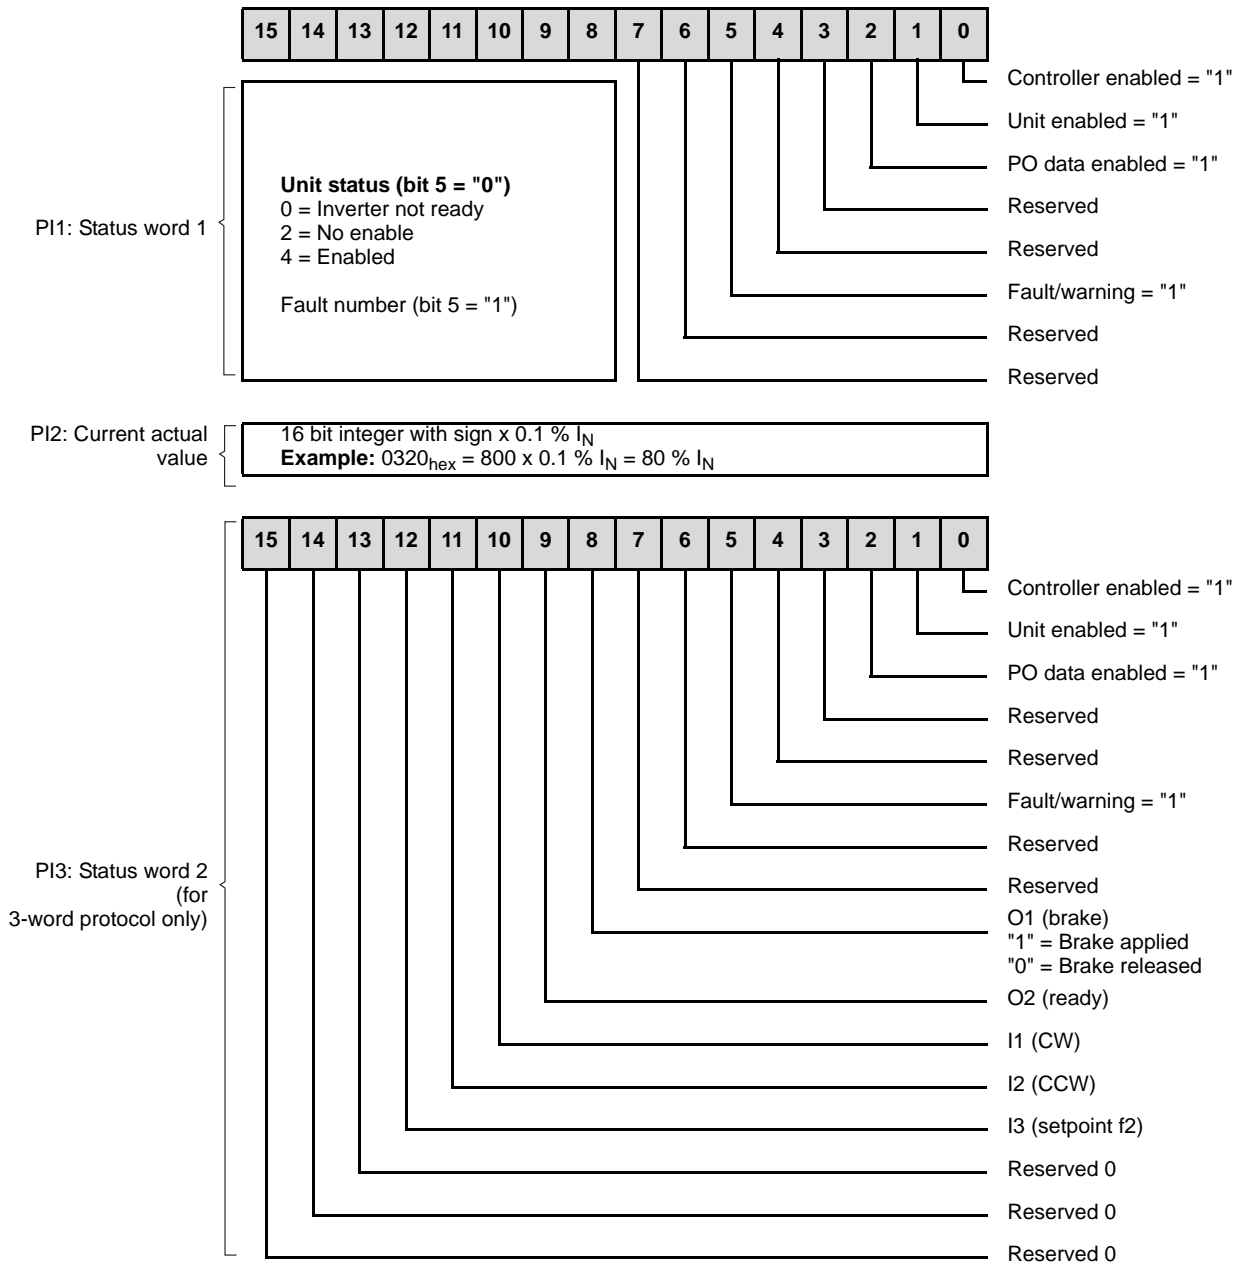 15 14 13 12 11 10 9 8 7 6 5 4 3 2 1 0
Controller enabled = "1"
Unit enabled = "1"
PO data enabled = "1"
Reserved
Reserved
Fault/warning = "1"
Reserved
Reserved
PI1: Status word 1
Unit status (bit 5 = "0")
0 = Inverter not ready
2 = No enable
4 = Enabled
Fault number (bit 5 = "1")
PI2: Current actual
value
16 bit integer with sign x 0.1 % IN
Example: 0320hex = 800 x 0.1 % IN = 80 % IN
15 14 13 12 11 10 9 8 7 6 5 4 3 2 1 0
Controller enabled = "1"
Unit enabled = "1"
PO data enabled = "1"
Reserved
Reserved
Fault/warning = "1"
Reserved
Reserved
PI3: Status word 2
(for
3-word protocol only)
O1 (brake)
"1" = Brake applied
"0" = Brake released
O2 (ready)
I1 (CW)
I2 (CCW)
I3 (setpoint f2)
Reserved 0
Reserved 0
Reserved 0